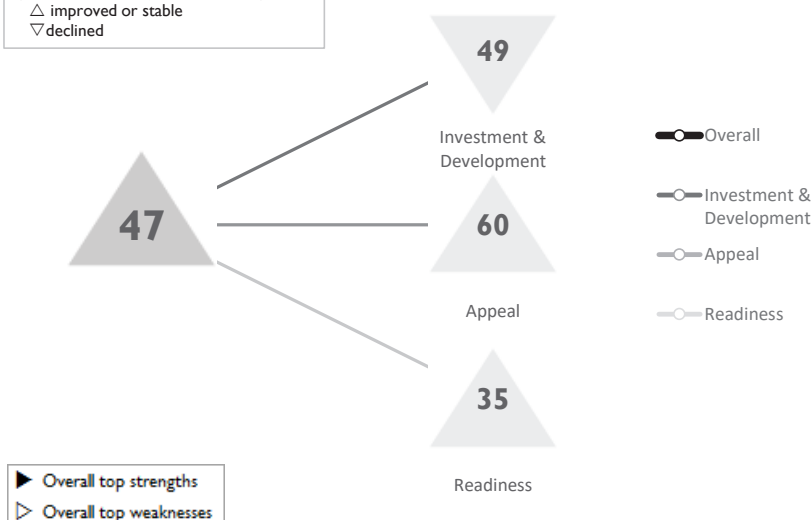 △ improved or stable
▽ declined
49
Investment &
Development
47
60
Appeal
35
Readiness
Overall
Investment &
Development
Appeal
Readiness
▶ Overall top strengths
▷ Overall top weaknesses